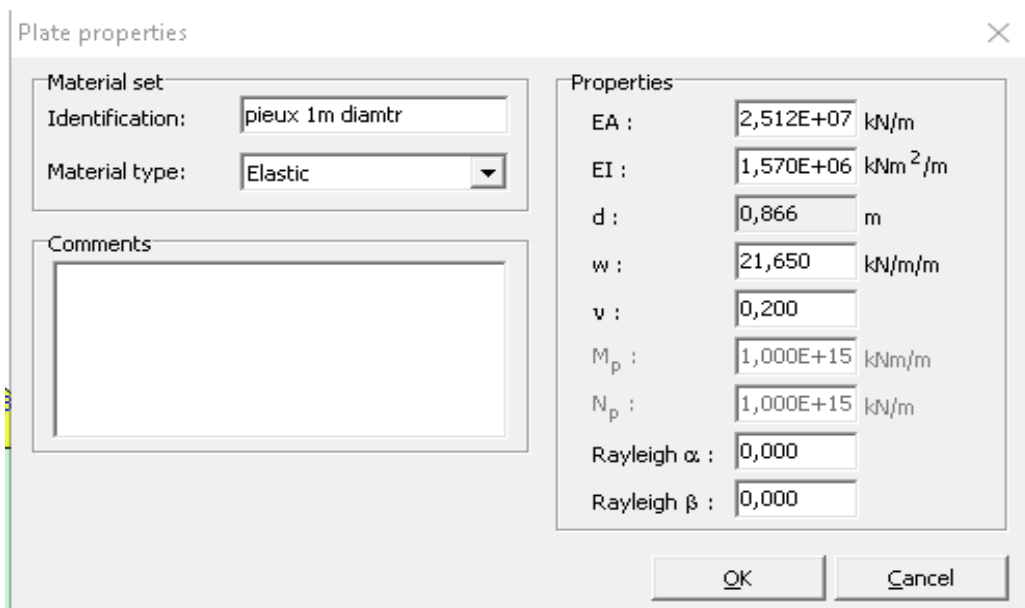 Plate properties
Material set
Identification: pieux 1m diamtr
Material type: Elastic
Comments
Properties
EA : 2,512E+07 kN/m
EI : 1,570E+06 kNm²/m
d : 0,866 m
w : 21,650 kN/m/m
ν : 0,200
Mp : 1,000E+15 kNm/m
Np : 1,000E+15 kN/m
Rayleigh α : 0,000
Rayleigh β : 0,000
OK Cancel